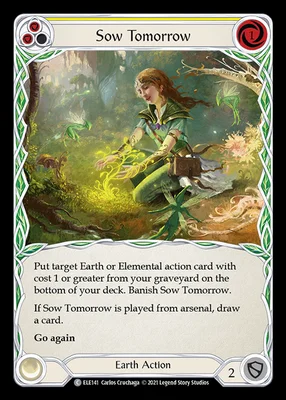 1
Sow Tomorrow
Put target Earth or Elemental action card with
cost 1 or greater from your graveyard on the
bottom of your deck. Banish Sow Tomorrow.
If Sow Tomorrow is played from arsenal, draw
a card.
Go again
Earth Action
2
C ELE141 Carlos Cruchaga © 2021 Legend Story Studios